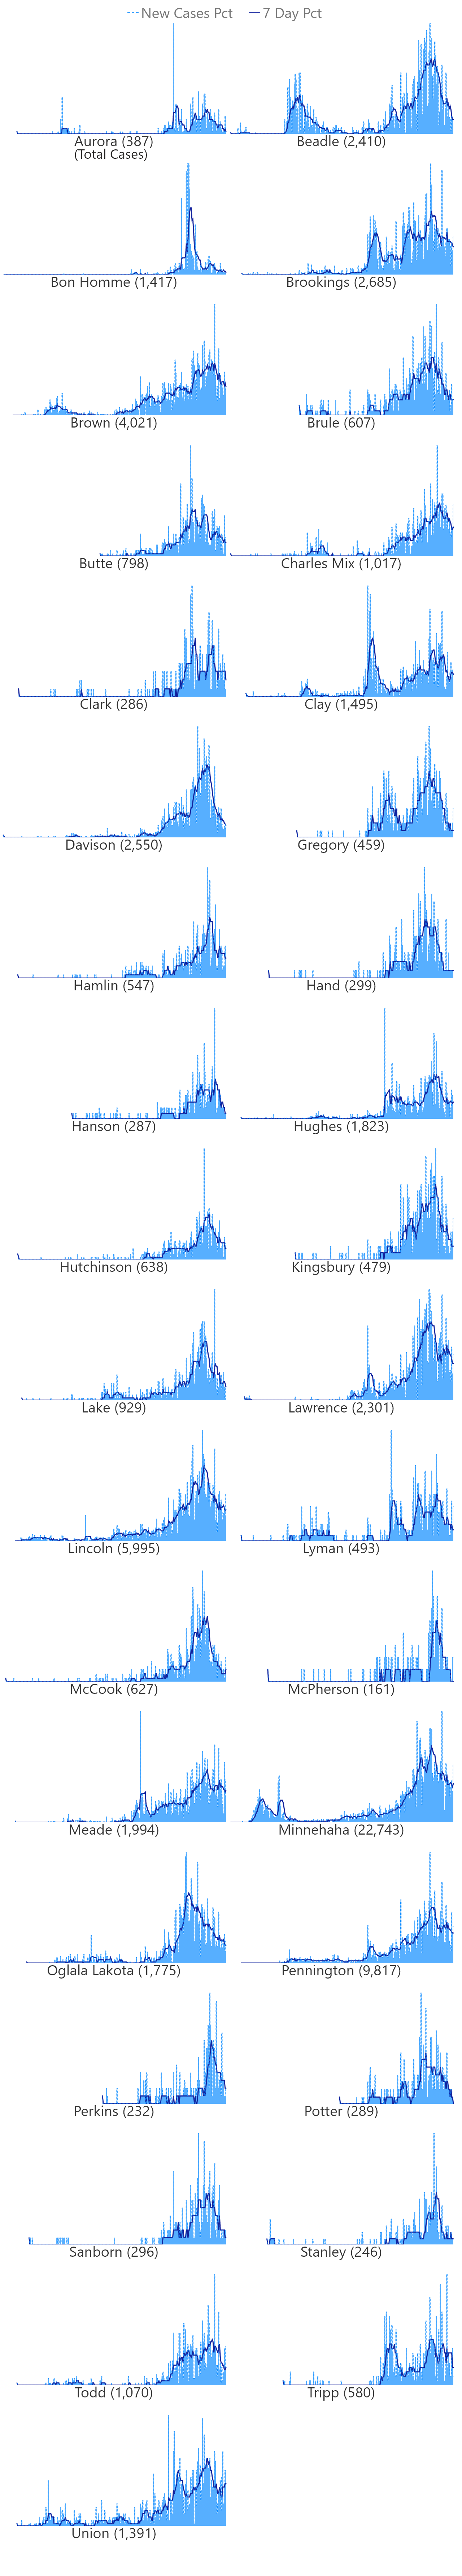 New Cases Pct 7 Day Pct
Aurora (387)
(Total Cases)
Beadle (2,410)
Bon Homme (1,417)
Brookings (2,685)
Brown (4,021)
Brule (607)
Butte (798)
Charles Mix (1,017)
Clark (286)
Clay (1,495)
Davison (2,550)
Gregory (459)
Hamlin (547)
Hand (299)
Hanson (287)
Hughes (1,823)
Hutchinson (638)
Kingsbury (479)
Lake (929)
Lawrence (2,301)
Lincoln (5,995)
Lyman (493)
McCook (627)
McPherson (161)
Meade (1,994)
Minnehaha (22,743)
Oglala Lakota (1,775)
Pennington (9,817)
Perkins (232)
Potter (289)
Sanborn (296)
Stanley (246)
Todd (1,070)
Tripp (580)
Union (1,391)